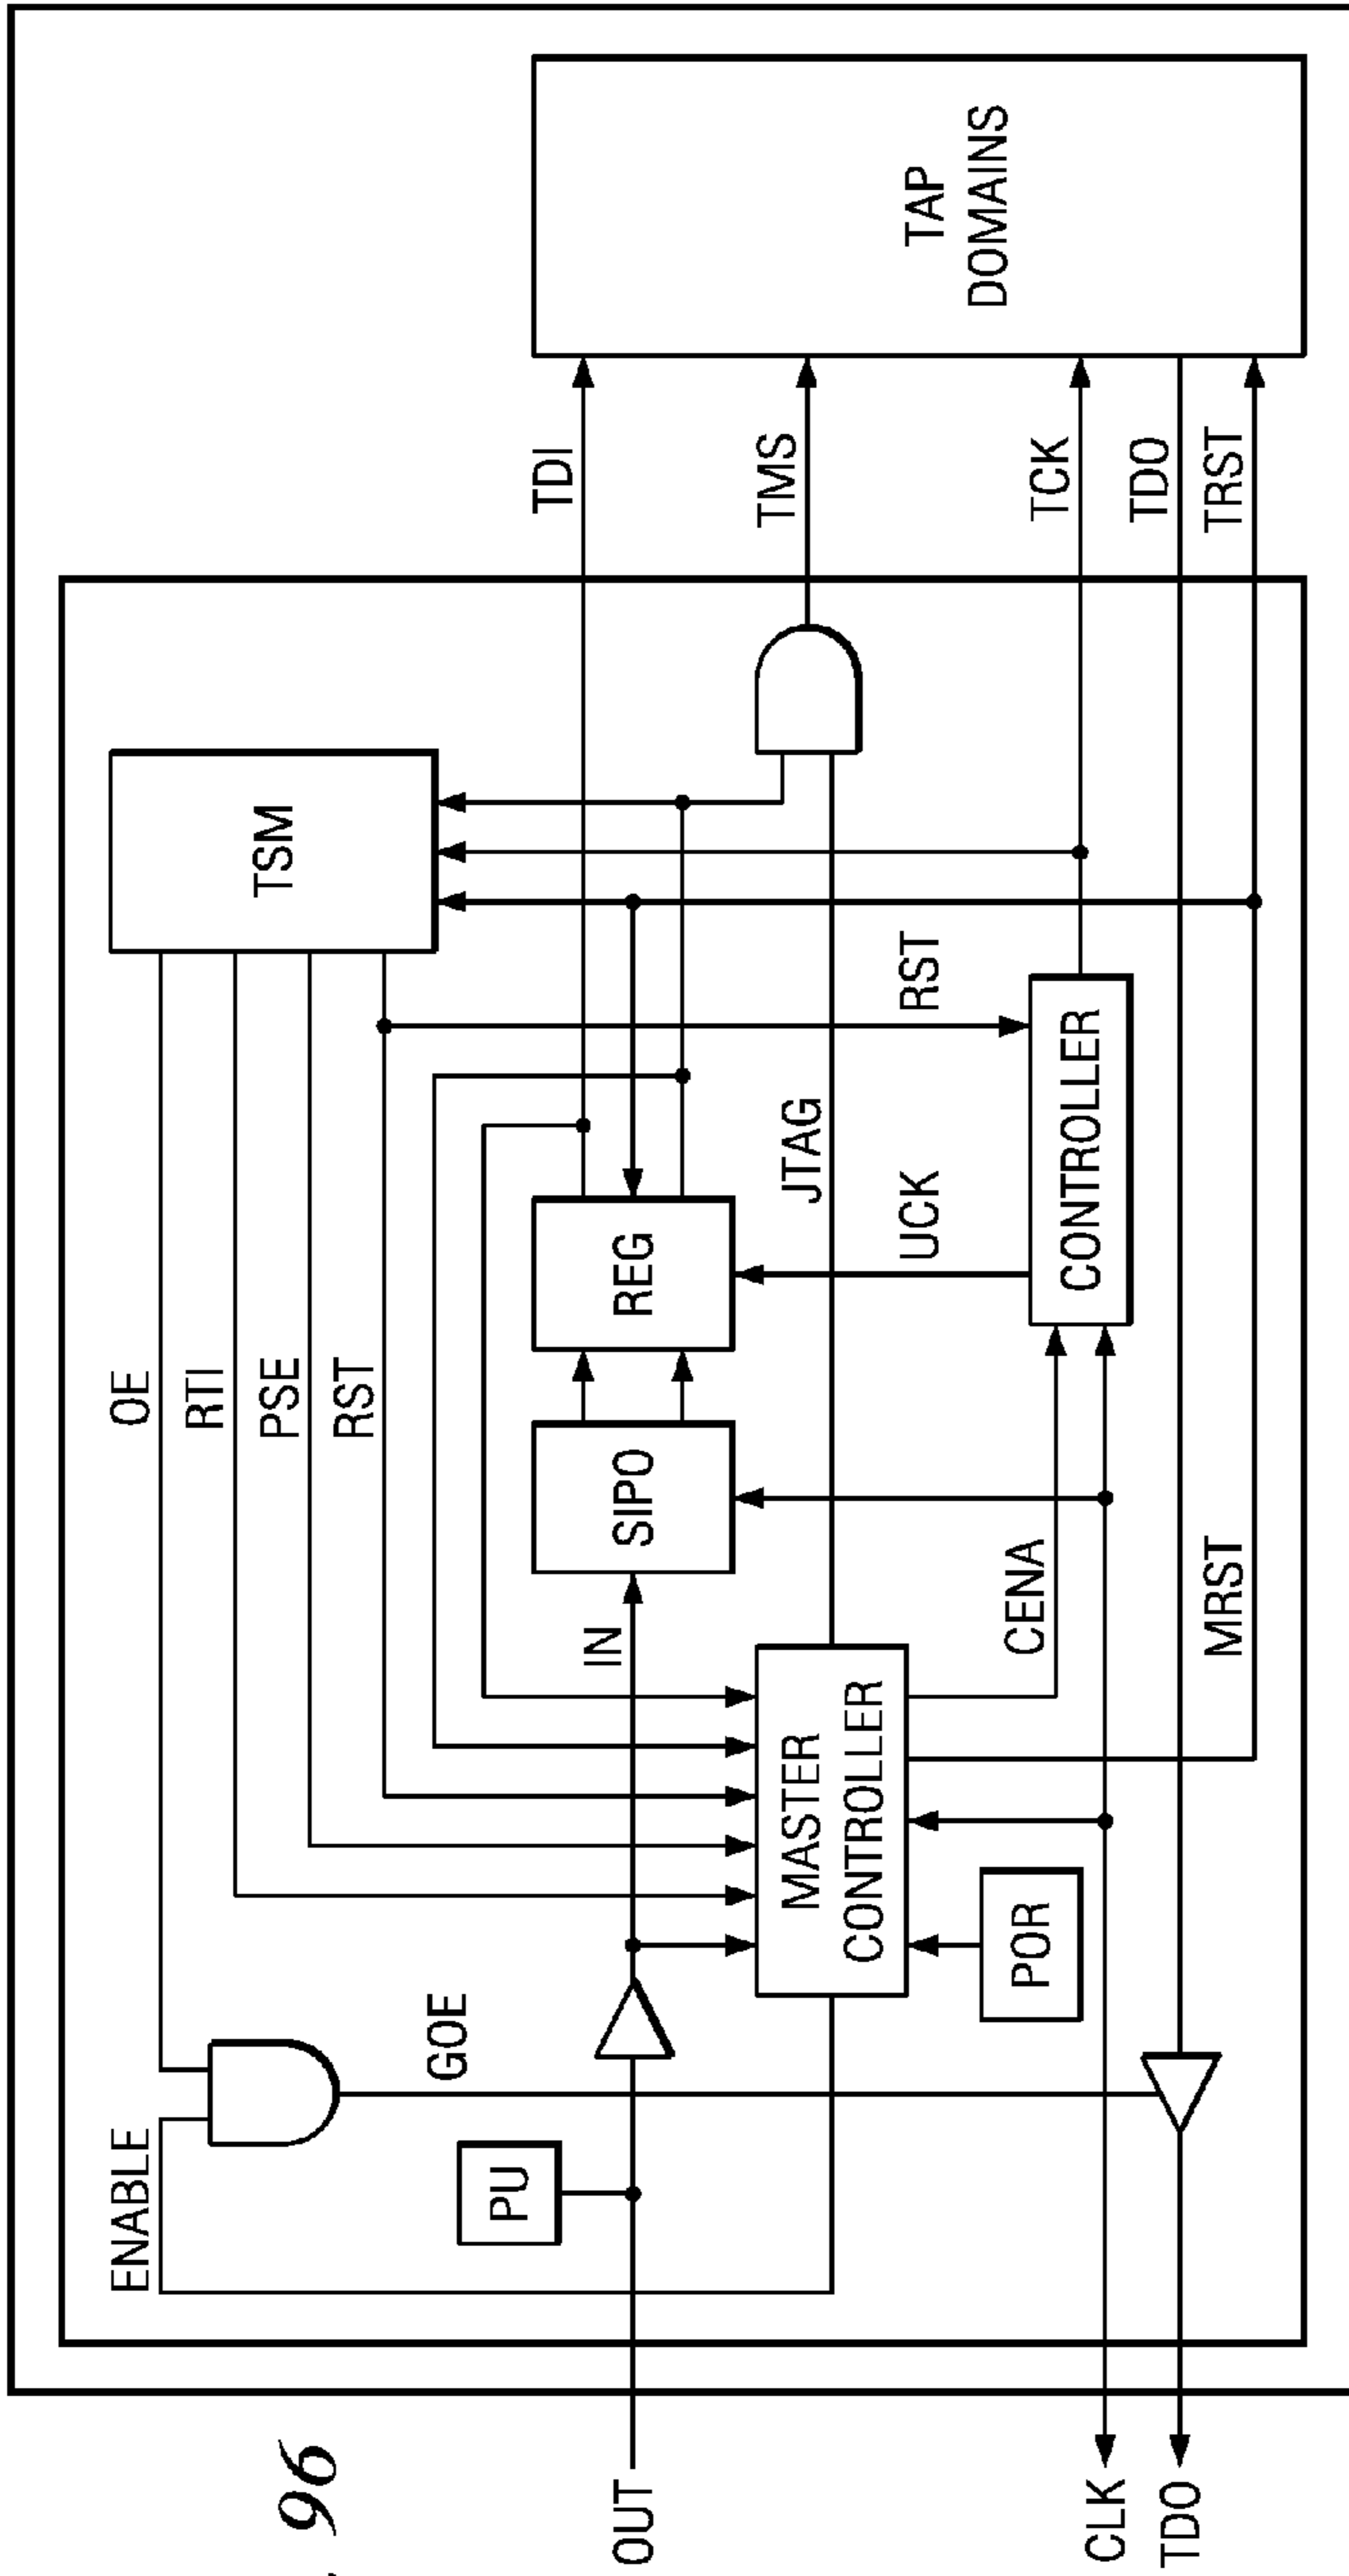 96
OUT
CLK
TDO
ENABLE
GOE
PU
OE
RTI
PSE
RST
IN
MASTER
CONTROLLER
POR
SIPO
REG
JTAG
CENA
MRST
UCK
RST
CONTROLLER
TSM
TDI
TMS
TCK
TDO
TRST
TAP
DOMAINS